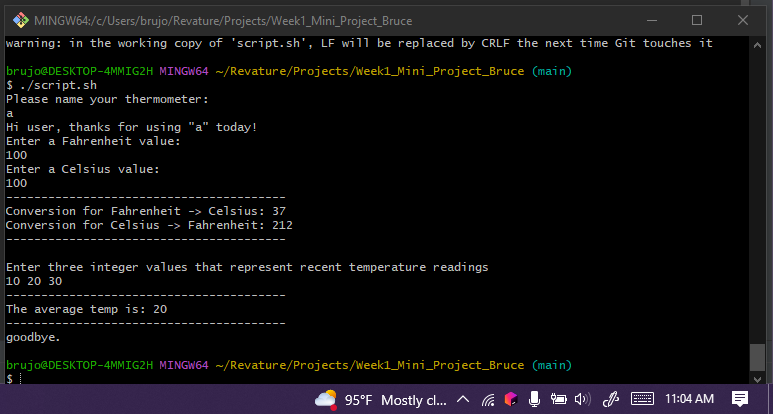 MINGW64:/c/Users/brujo/Revature/Projects/Week1_Mini_Project_Bruce
warning: in the working copy of 'script.sh', LF will be replaced by CRLF the next time Git touches it
brujo@DESKTOP-4MMIG2H MINGW64 ~/Revature/Projects/Week1_Mini_Project_Bruce (main)
$ ./script.sh
Please name your thermometer:
a
Hi user, thanks for using "a" today!
Enter a Fahrenheit value:
100
Enter a Celsius value:
100
----------------------------------------
Conversion for Fahrenheit -> Celsius: 37
Conversion for Celsius -> Fahrenheit: 212
----------------------------------------
Enter three integer values that represent recent temperature readings
10 20 30
----------------------------------------
The average temp is: 20
----------------------------------------
goodbye.
brujo@DESKTOP-4MMIG2H MINGW64 ~/Revature/Projects/Week1_Mini_Project_Bruce (main)
$
95°F Mostly cl... 11:04 AM